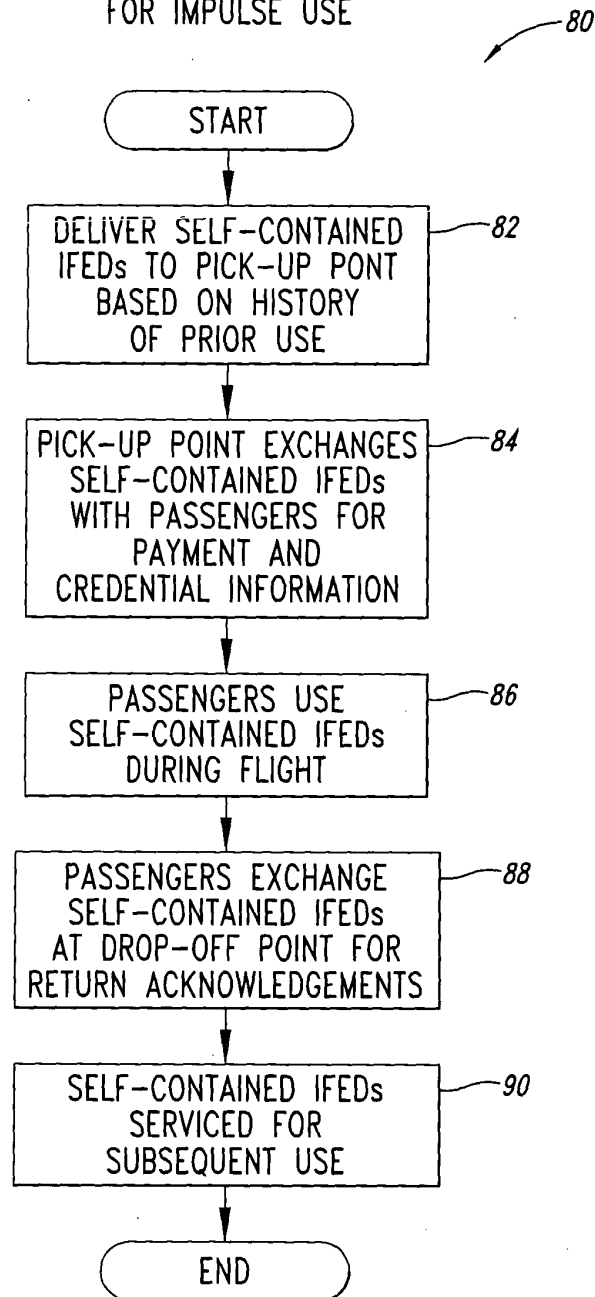 FOR IMPULSE USE
80
START
DELIVER SELF-CONTAINED
IFEDs TO PICK-UP PONT
BASED ON HISTORY
OF PRIOR USE
82
PICK-UP POINT EXCHANGES
SELF-CONTAINED IFEDs
WITH PASSENGERS FOR
PAYMENT AND
CREDENTIAL INFORMATION
84
PASSENGERS USE
SELF-CONTAINED IFEDs
DURING FLIGHT
86
PASSENGERS EXCHANGE
SELF-CONTAINED IFEDs
AT DROP-OFF POINT FOR
RETURN ACKNOWLEDGEMENTS
88
SELF-CONTAINED IFEDs
SERVICED FOR
SUBSEQUENT USE
90
END